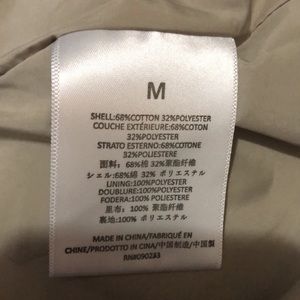 M
SHELL:68%COTTON 32%POLYESTER
COUCHE EXTÉRIEURE:68%COTON
32%POLYESTER
STRATO ESTERNO:68%COTONE
32%POLIESTERE
面料：68% 棉 32%聚酯纤维
シェル:68% 綿 32% ポリエステル
LINING:100%POLYESTER
DOUBLURE:100%POLYESTER
FODERA:100%POLIESTERE
里布：100% 聚酯纤维
裏地:100% ポリエステル
MADE IN CHINA/FABRIQUÉ EN
CHINE/PRODOTTO IN CINA/中国制造/中国製
RN#090233